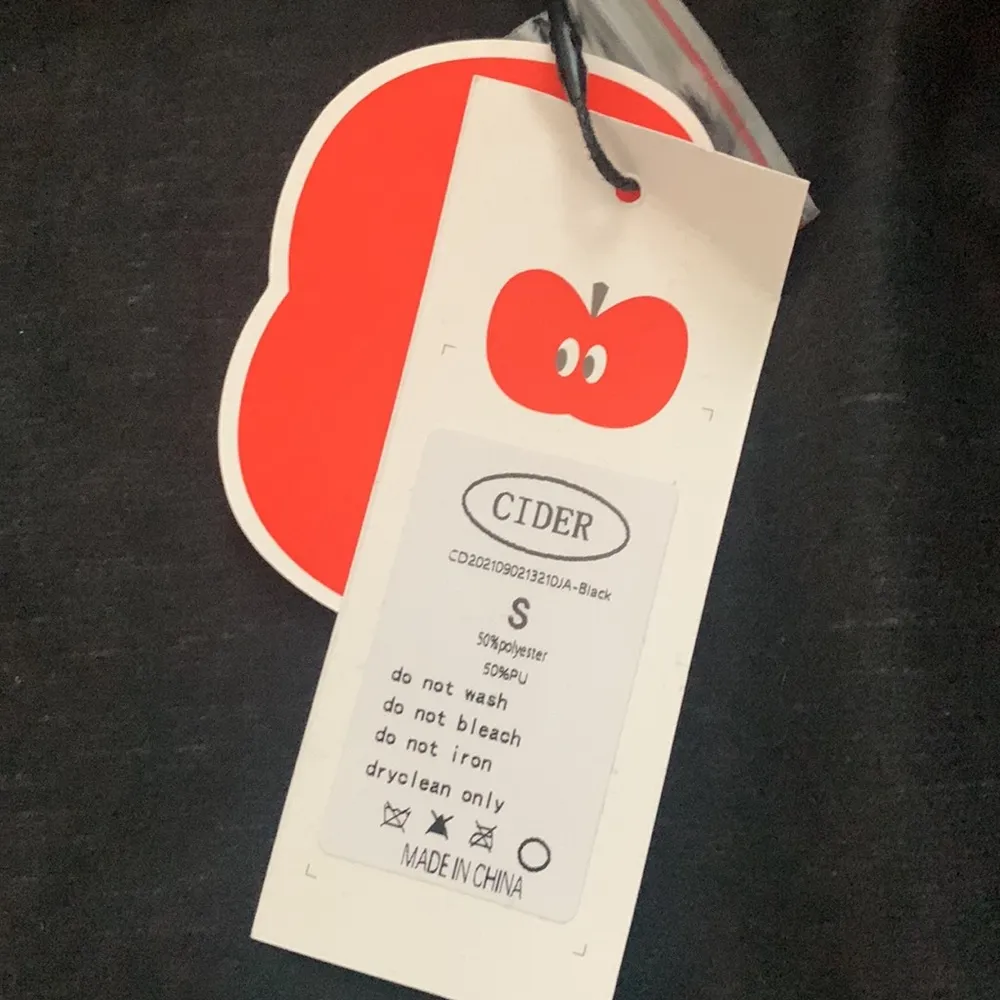 CIDER
CD2021090213210JA-Black
S
50%polyester
50%PU
do not wash
do not bleach
do not iron
dryclean only
MADE IN CHINA